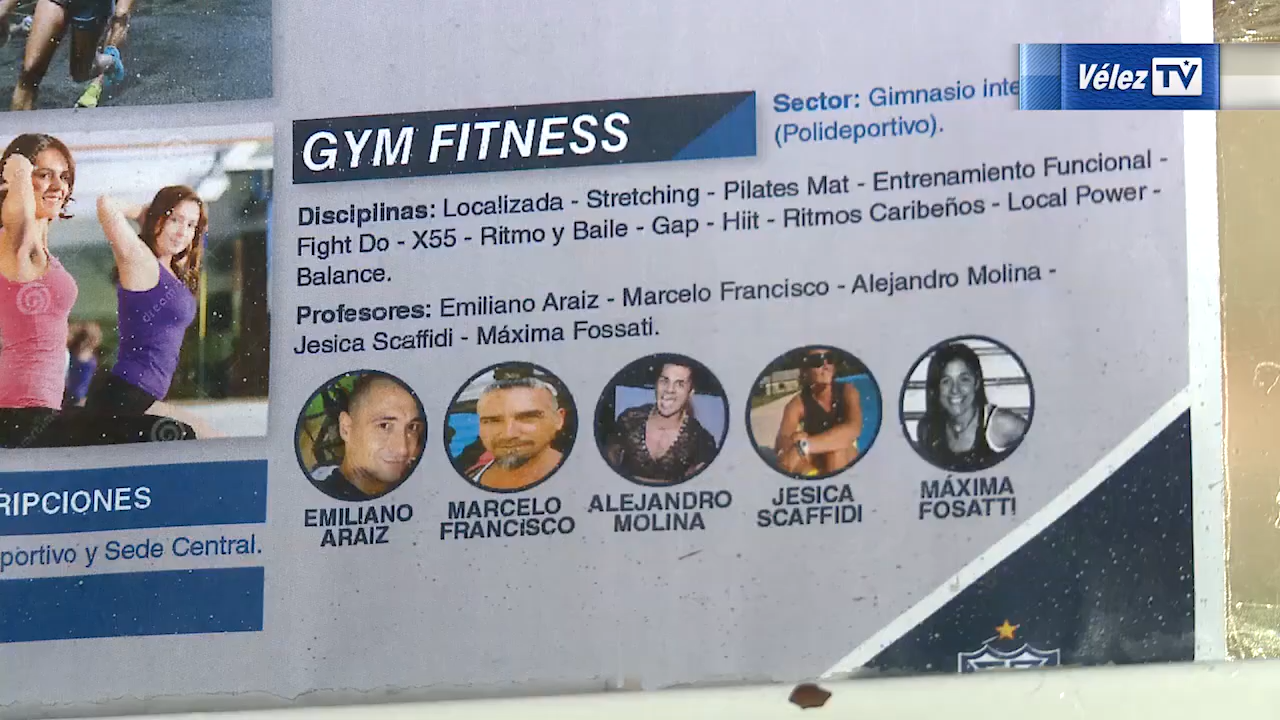 Vélez TV
GYM FITNESS
Sector: Gimnasio
(Polideportivo).
Disciplinas: Localizada - Stretching - Pilates Mat - Entrenamiento Funcional -
Fight Do - X55 - Ritmo y Baile - Gap - Hiit - Ritmos Caribeños - Local Power -
Balance.
Profesores: Emiliano Araiz - Marcelo Francisco - Alejandro Molina -
Jesica Scaffidi - Máxima Fossati.
EMILIANO
ARAIZ
MARCELO
FRANCISCO
ALEJANDRO
MOLINA
JESICA
SCAFFIDI
MÁXIMA
FOSATTI
RIPCIONES
portivo y Sede Central.